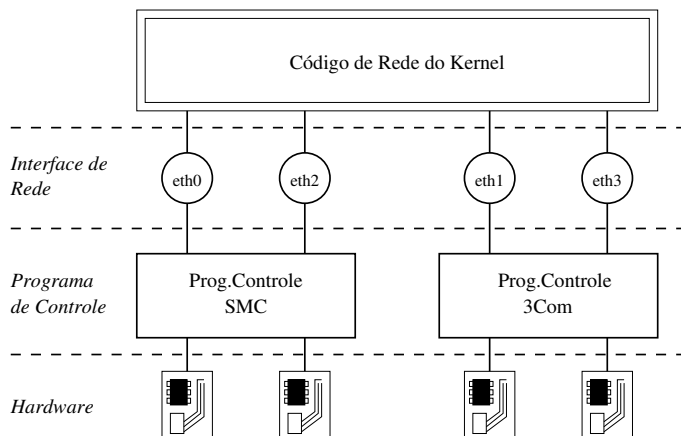 Código de Rede do Kernel
Interface de
Rede
eth0
eth2
eth1
eth3
Programa
de Controle
Prog.Controle
SMC
Prog.Controle
3Com
Hardware